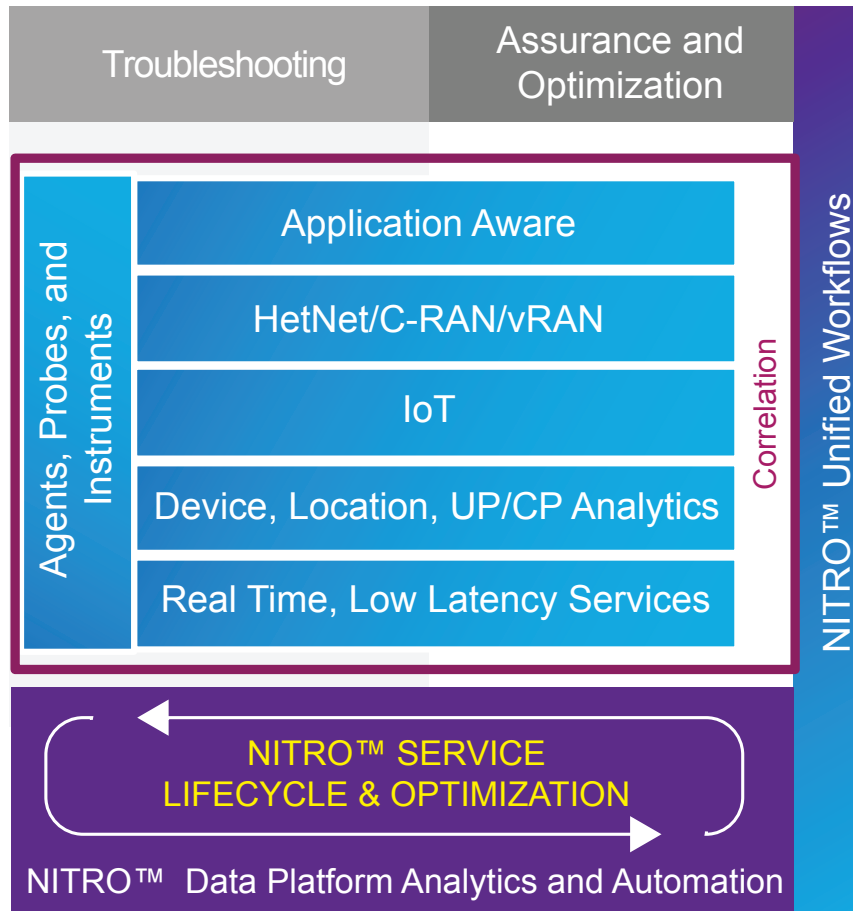 Troubleshooting
Assurance and
Optimization
Agents, Probes, and
Instruments
Application Aware
HetNet/C-RAN/vRAN
IoT
Device, Location, UP/CP Analytics
Real Time, Low Latency Services
Correlation
NITRO™ Unified Workflows
NITRO™ SERVICE
LIFECYCLE & OPTIMIZATION
NITRO™ Data Platform Analytics and Automation